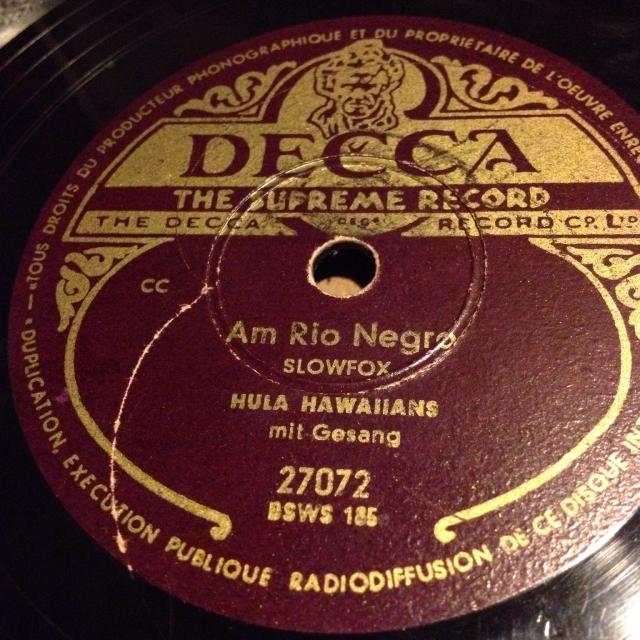 "— TOUS DROITS DU PRODUCTEUR PHONOGRAPHIQUE ET DU PROPRIETAIRE DE L'OEUVRE
DECCA
THE SUPREME RECORD
THE DECCA RECORD CO. LTD
CC
Am Rio Negro
SLOWFOX
HULA HAWAIIANS
mit Gesang
27072
BSWS 185
DUPLICATION, EXECUTION PUBLIQUE RADIODIFFUSION DE CE DISQUE